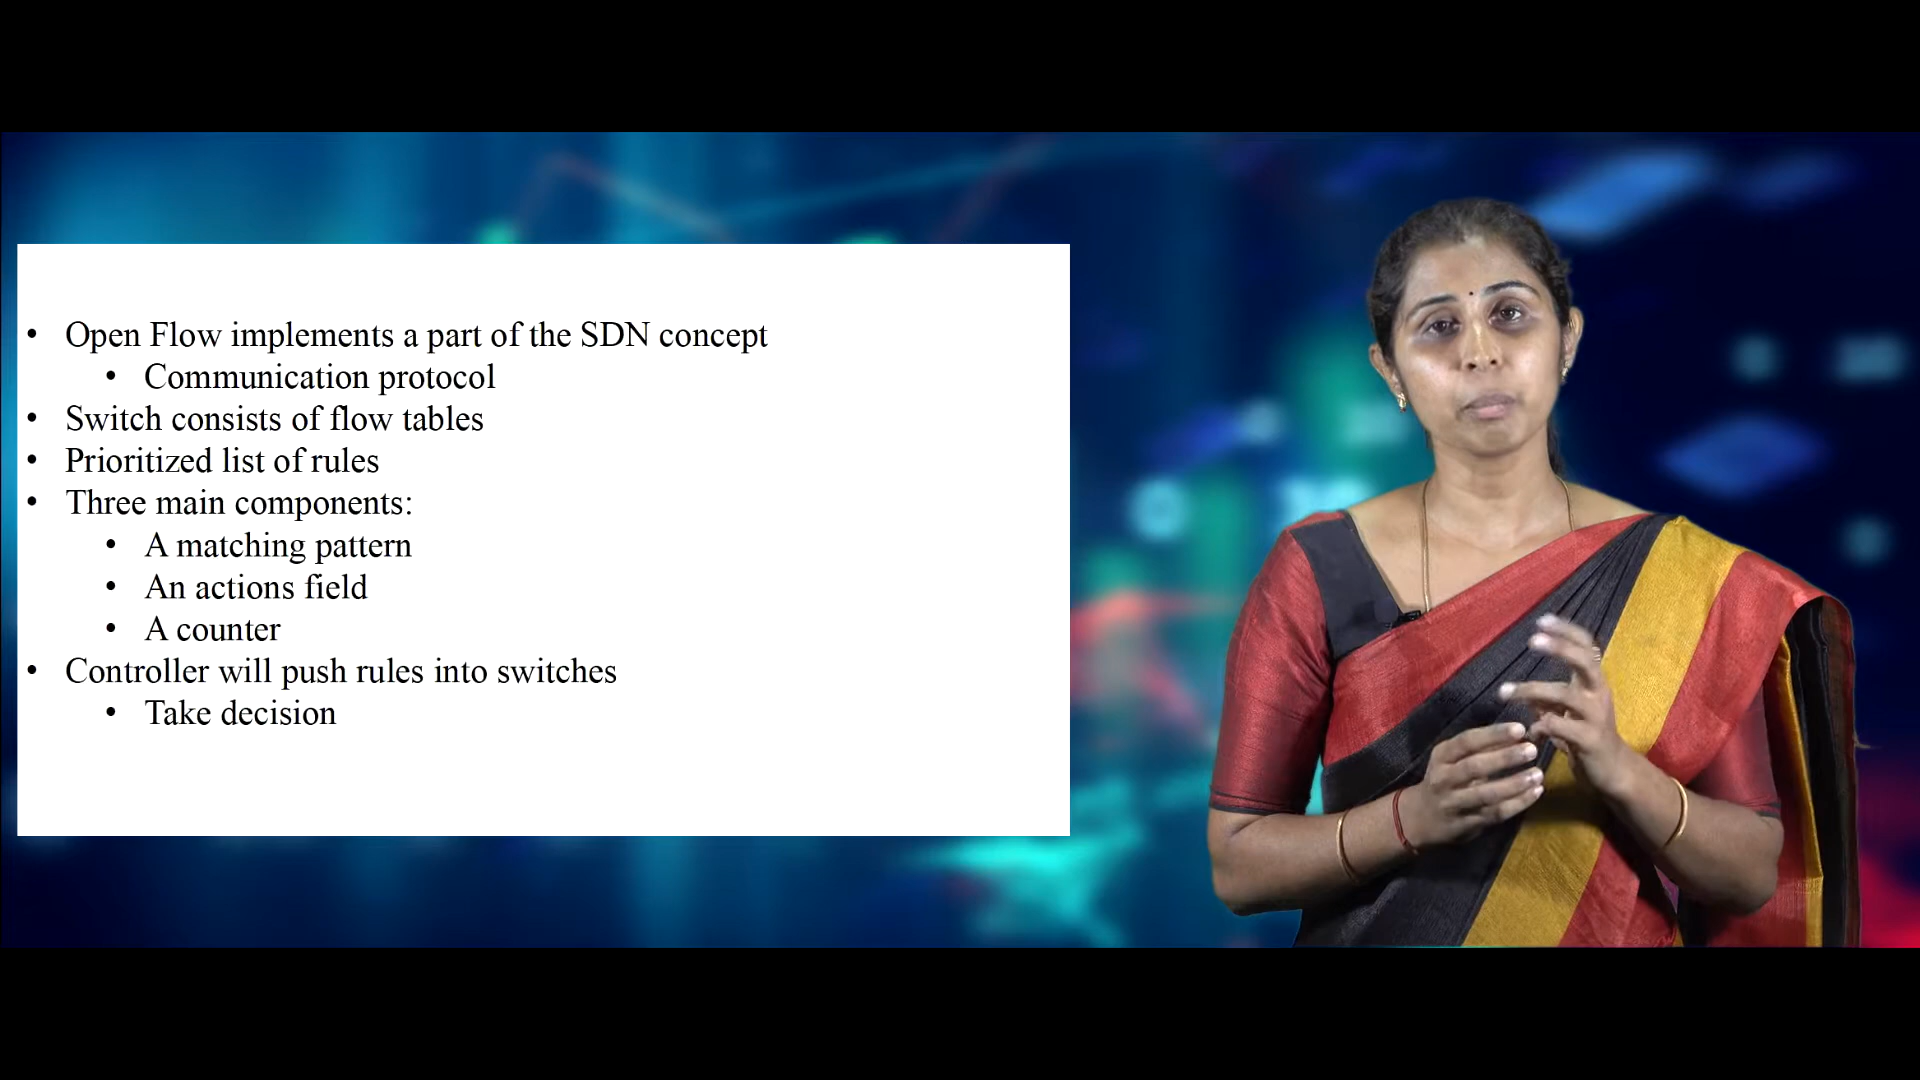 • Open Flow implements a part of the SDN concept
• Communication protocol
• Switch consists of flow tables
• Prioritized list of rules
• Three main components:
• A matching pattern
• An actions field
• A counter
• Controller will push rules into switches
• Take decision